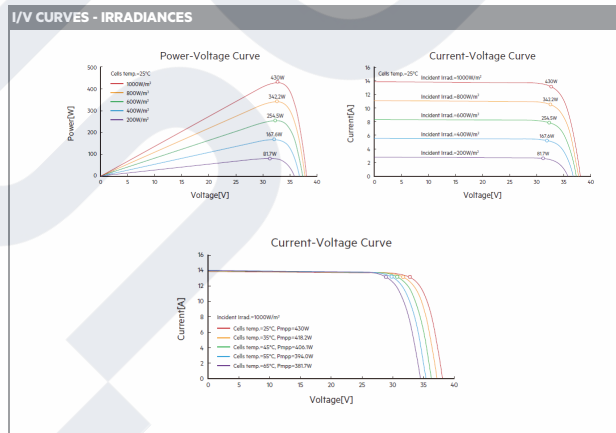 I/V CURVES - IRRADIANCES
Power-Voltage Curve
Power[W]
500
400
300
200
100
0
Cells temp.=25°C
1000W/m²
800W/m²
600W/m²
400W/m²
200W/m²
430W
342.2W
254.5W
167.6W
81.7W
0 5 10 15 20 25 30 35 40
Voltage[V]
Current-Voltage Curve
Current[A]
16
14
12
10
8
6
4
2
0
Cells temp.=25°C
Incident Irrad.=1000W/m²
430W
Incident Irrad.=800W/m²
342.2W
Incident Irrad.=600W/m²
254.5W
Incident Irrad.=400W/m²
167.6W
Incident Irrad.=200W/m²
81.7W
0 5 10 15 20 25 30 35 40
Voltage[V]
Current-Voltage Curve
Current[A]
16
14
12
10
8
6
4
2
0
Incident Irrad.=1000W/m²
Cells temp.=25°C, Pmpp=430W
Cells temp.=35°C, Pmpp=418.2W
Cells temp.=45°C, Pmpp=406.1W
Cells temp.=55°C, Pmpp=394.0W
Cells temp.=65°C, Pmpp=381.7W
0 5 10 15 20 25 30 35 40
Voltage[V]